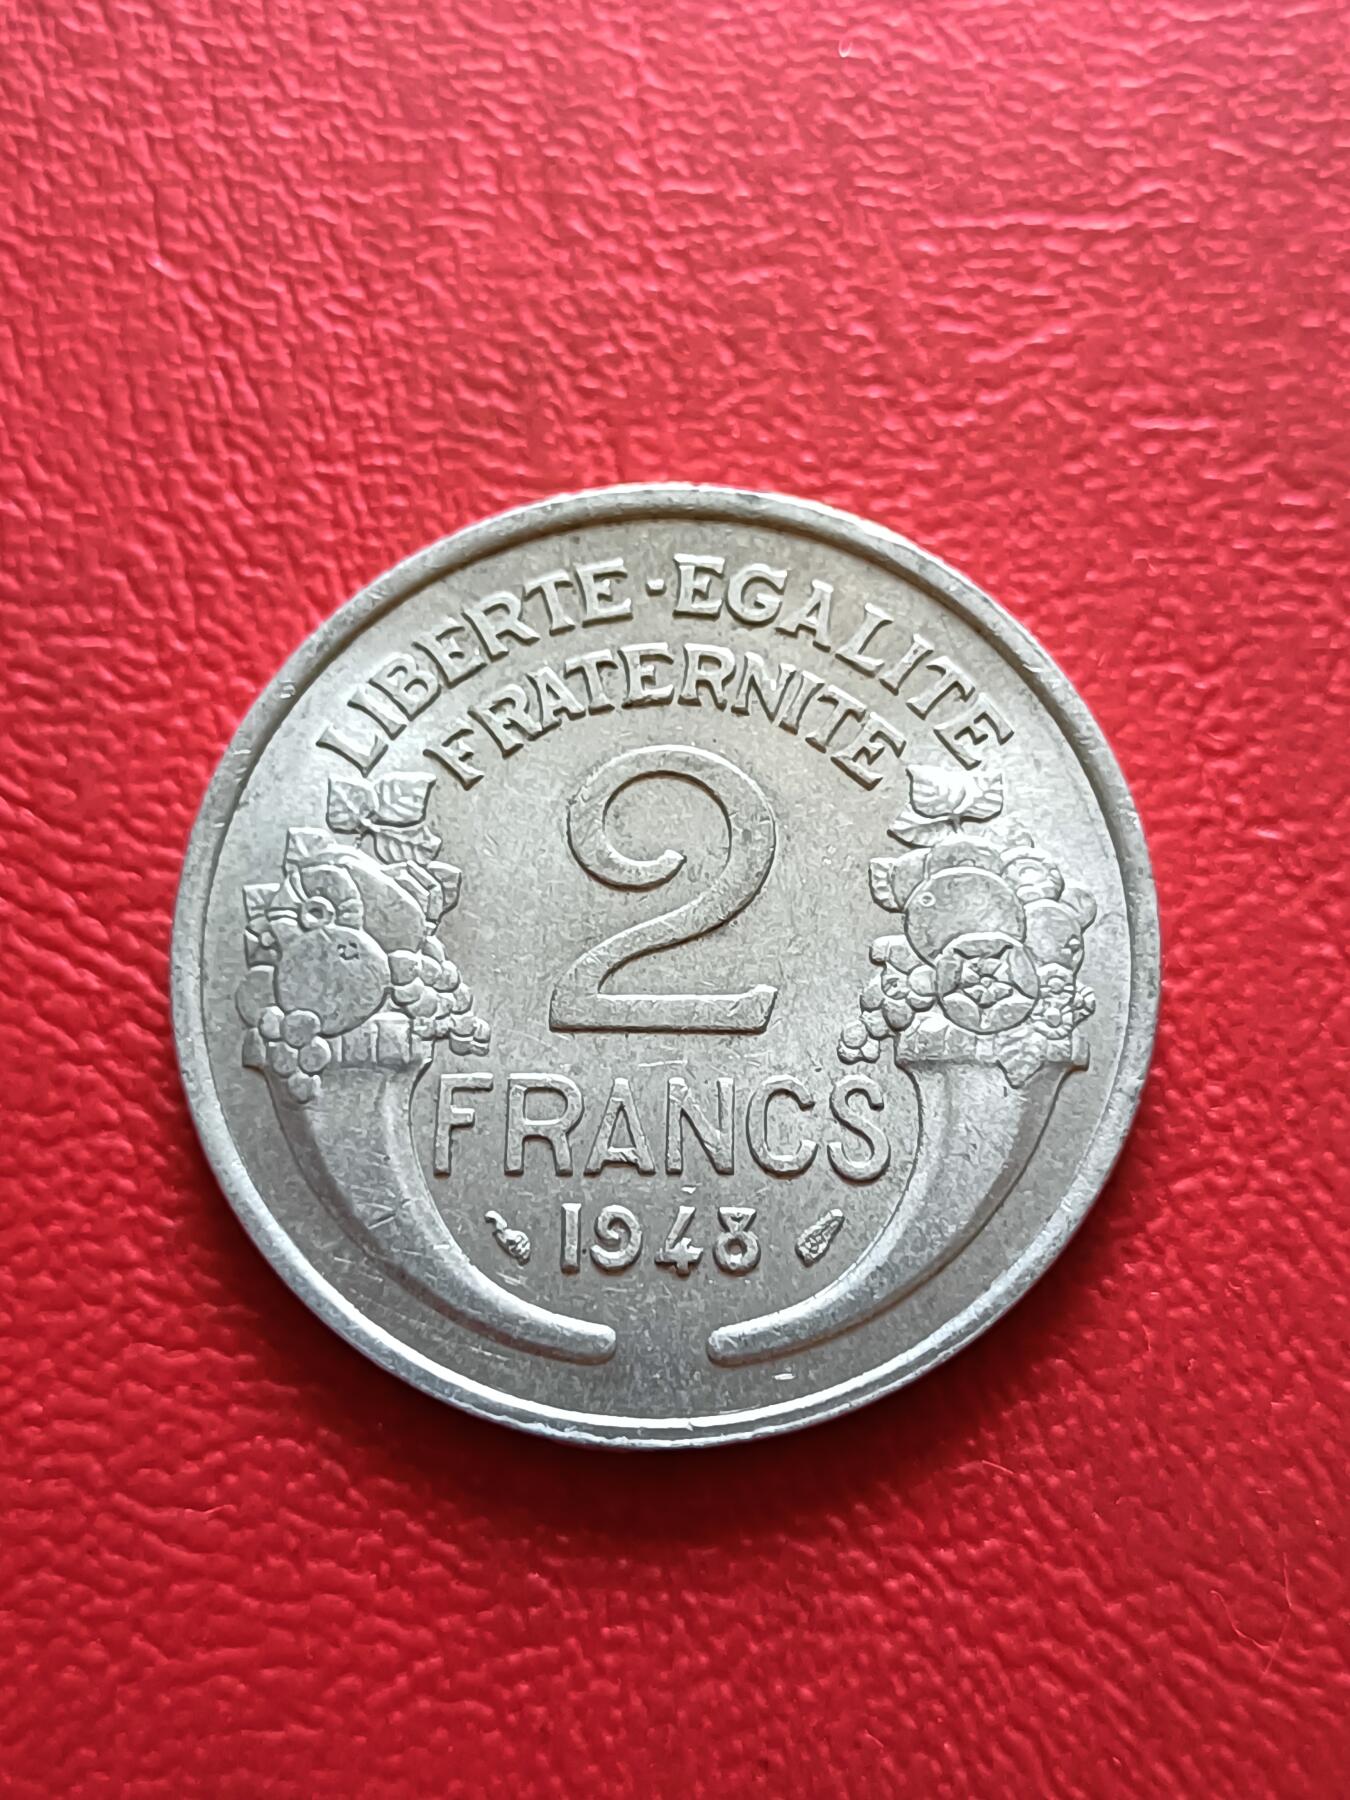 LIBERTE·EGALITE
FRATERNITE
2
FRANCS
1948